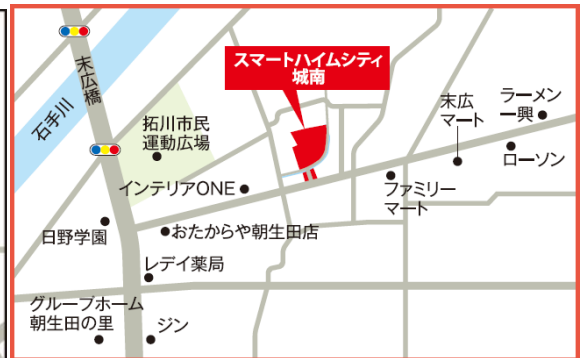 スマートハイムシティ
城南
末広橋
石手川
拓川市民
運動広場
末広
マート
ラーメン
一興
ローソン
インテリアONE
ファミリー
マート
日野学園
おたからや朝生田店
レデイ薬局
グループホーム
朝生田の里
ジン